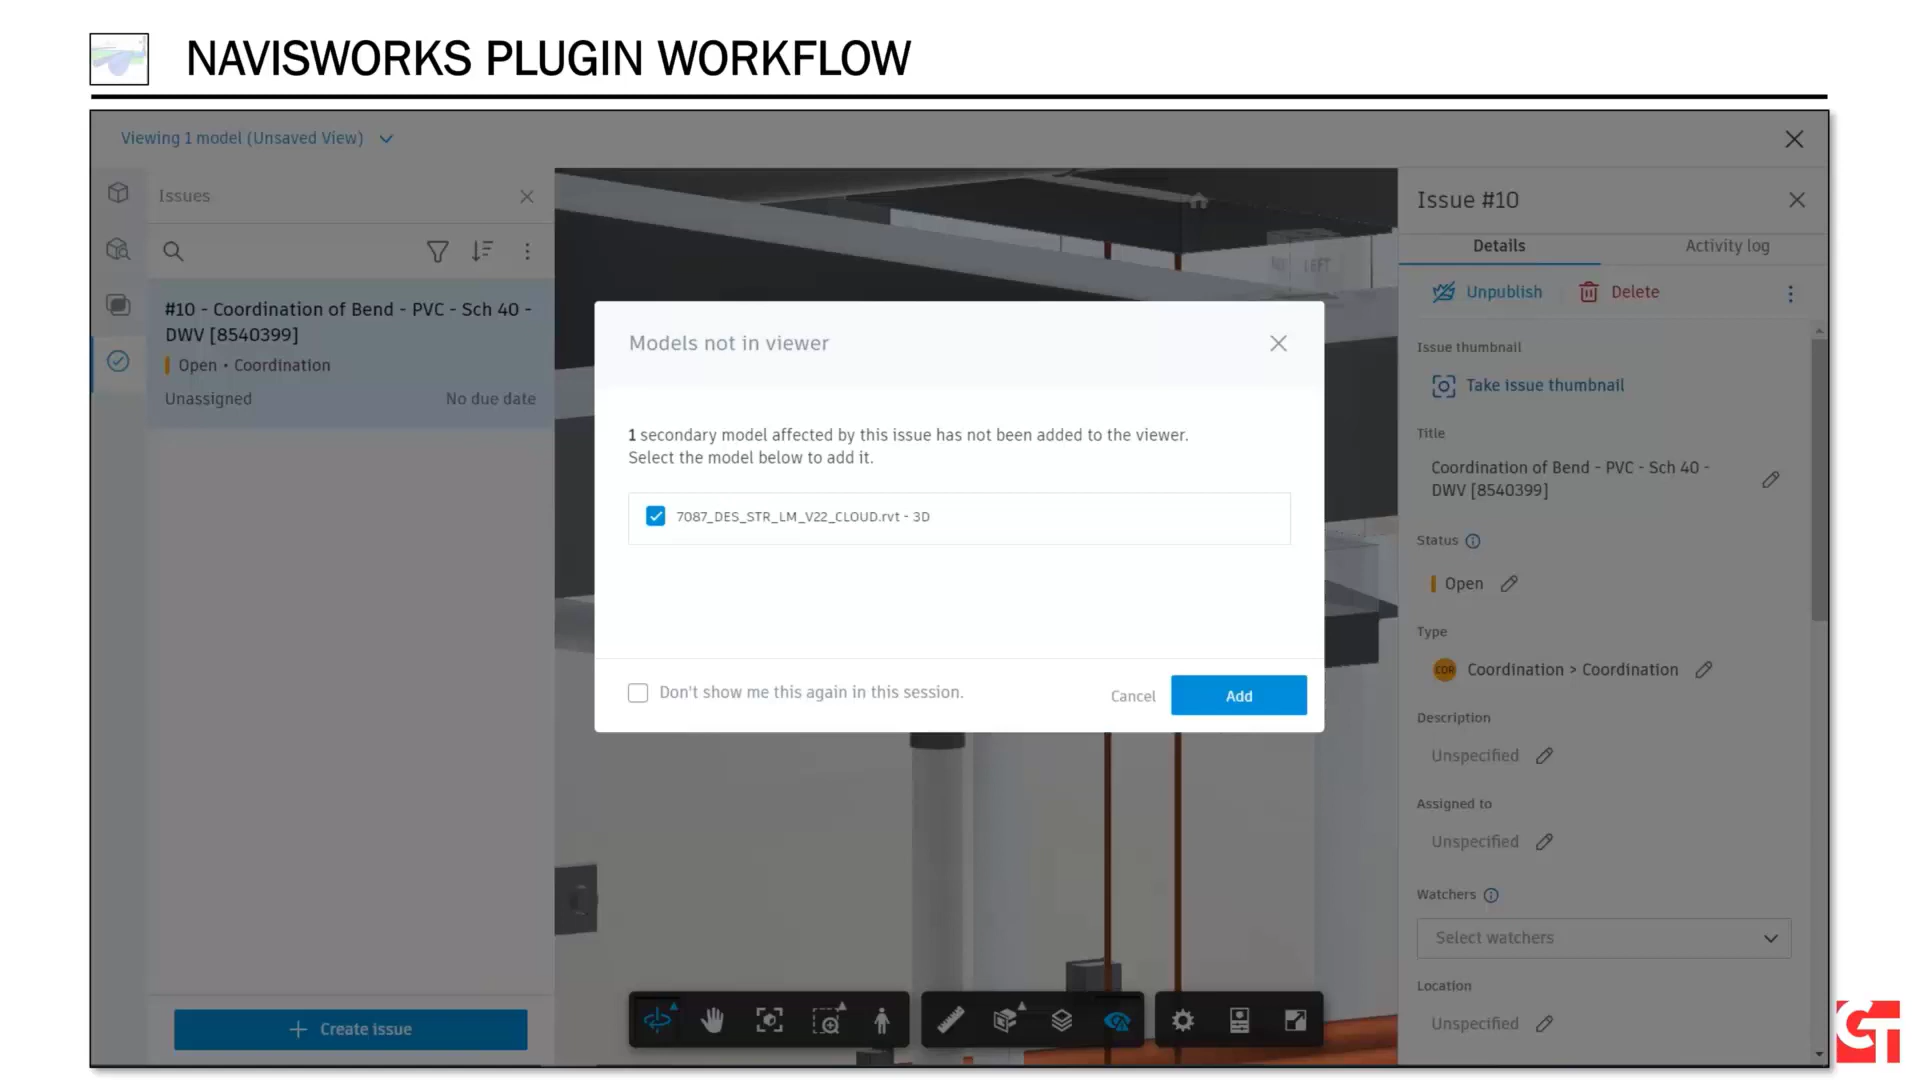 NAVISWORKS PLUGIN WORKFLOW
Viewing 1 model (Unsaved View)
Issues
#10 - Coordination of Bend - PVC - Sch 40 -
DWV [8540399]
Open • Coordination
Unassigned
No due date
Create issue
LEFT
Models not in viewer
1 secondary model affected by this issue has not been added to the viewer.
Select the model below to add it.
7087_DES_STR_LM_V22_CLOUD.rvt - 3D
Don't show me this again in this session.
Cancel
Add
Issue #10
Details
Activity log
Unpublish
Delete
Issue thumbnail
Take issue thumbnail
Title
Coordination of Bend - PVC - Sch 40 -
DWV [8540399]
Status
Open
Type
COR
Coordination > Coordination
Description
Unspecified
Assigned to
Unspecified
Watchers
Select watchers
Location
Unspecified
GT